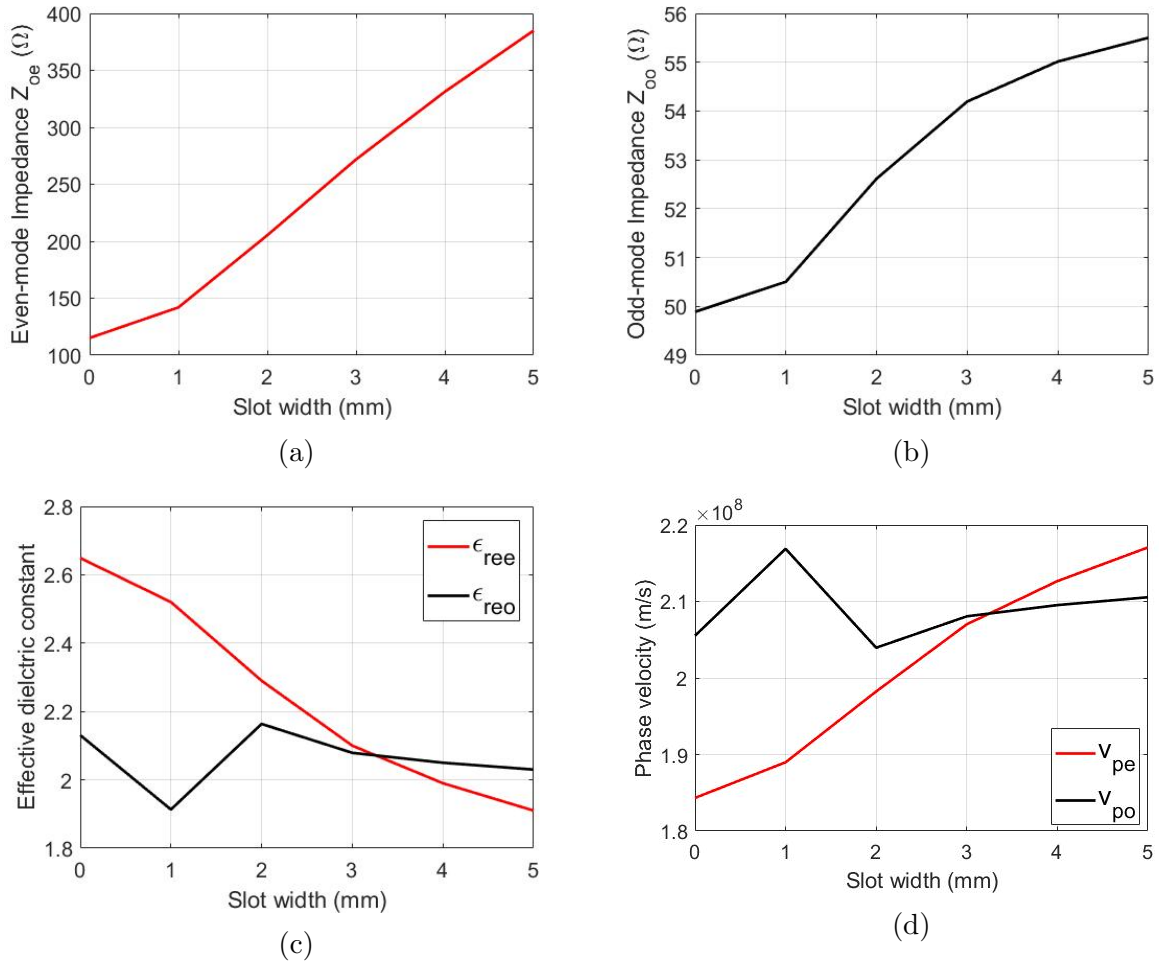 400
350
300
250
200
150
100
0 1 2 3 4 5
Even-mode Impedance Z_oe (Ω)
Slot width (mm)
(a)
56
55
54
53
52
51
50
49
0 1 2 3 4 5
Odd-mode Impedance Z_oo (Ω)
Slot width (mm)
(b)
2.8
2.6
2.4
2.2
2
1.8
0 1 2 3 4 5
Effective dielctric constant
Slot width (mm)
ϵ_ree
ϵ_reo
(c)
×10^8
2.2
2.1
2
1.9
1.8
0 1 2 3 4 5
Phase velocity (m/s)
Slot width (mm)
v_pe
v_po
(d)